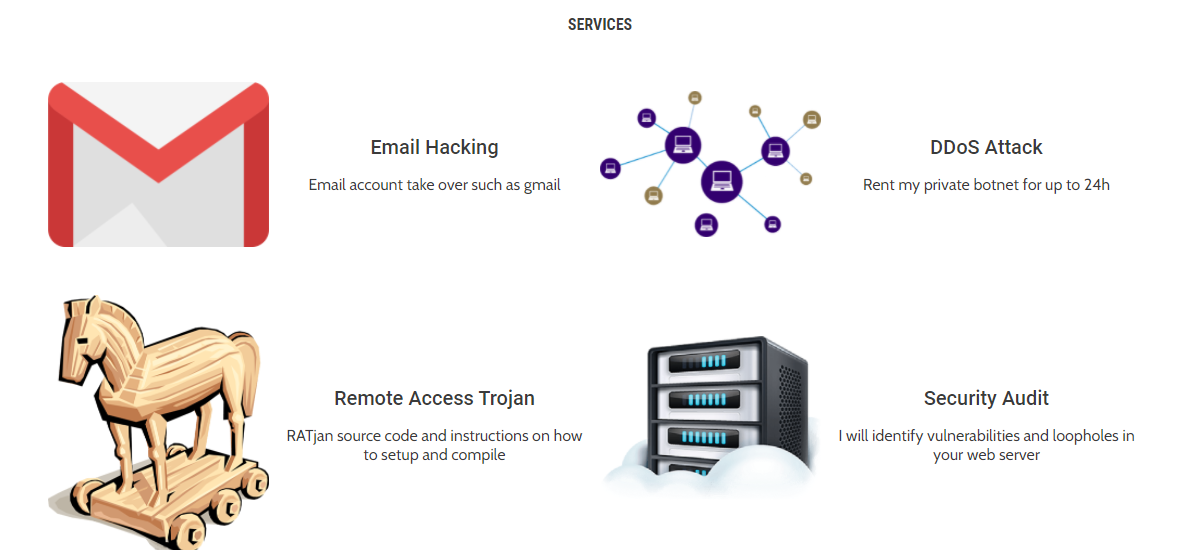 SERVICES
Email Hacking
Email account take over such as gmail
DDoS Attack
Rent my private botnet for up to 24h
Remote Access Trojan
RATjan source code and instructions on how
to setup and compile
Security Audit
I will identify vulnerabilities and loopholes in
your web server